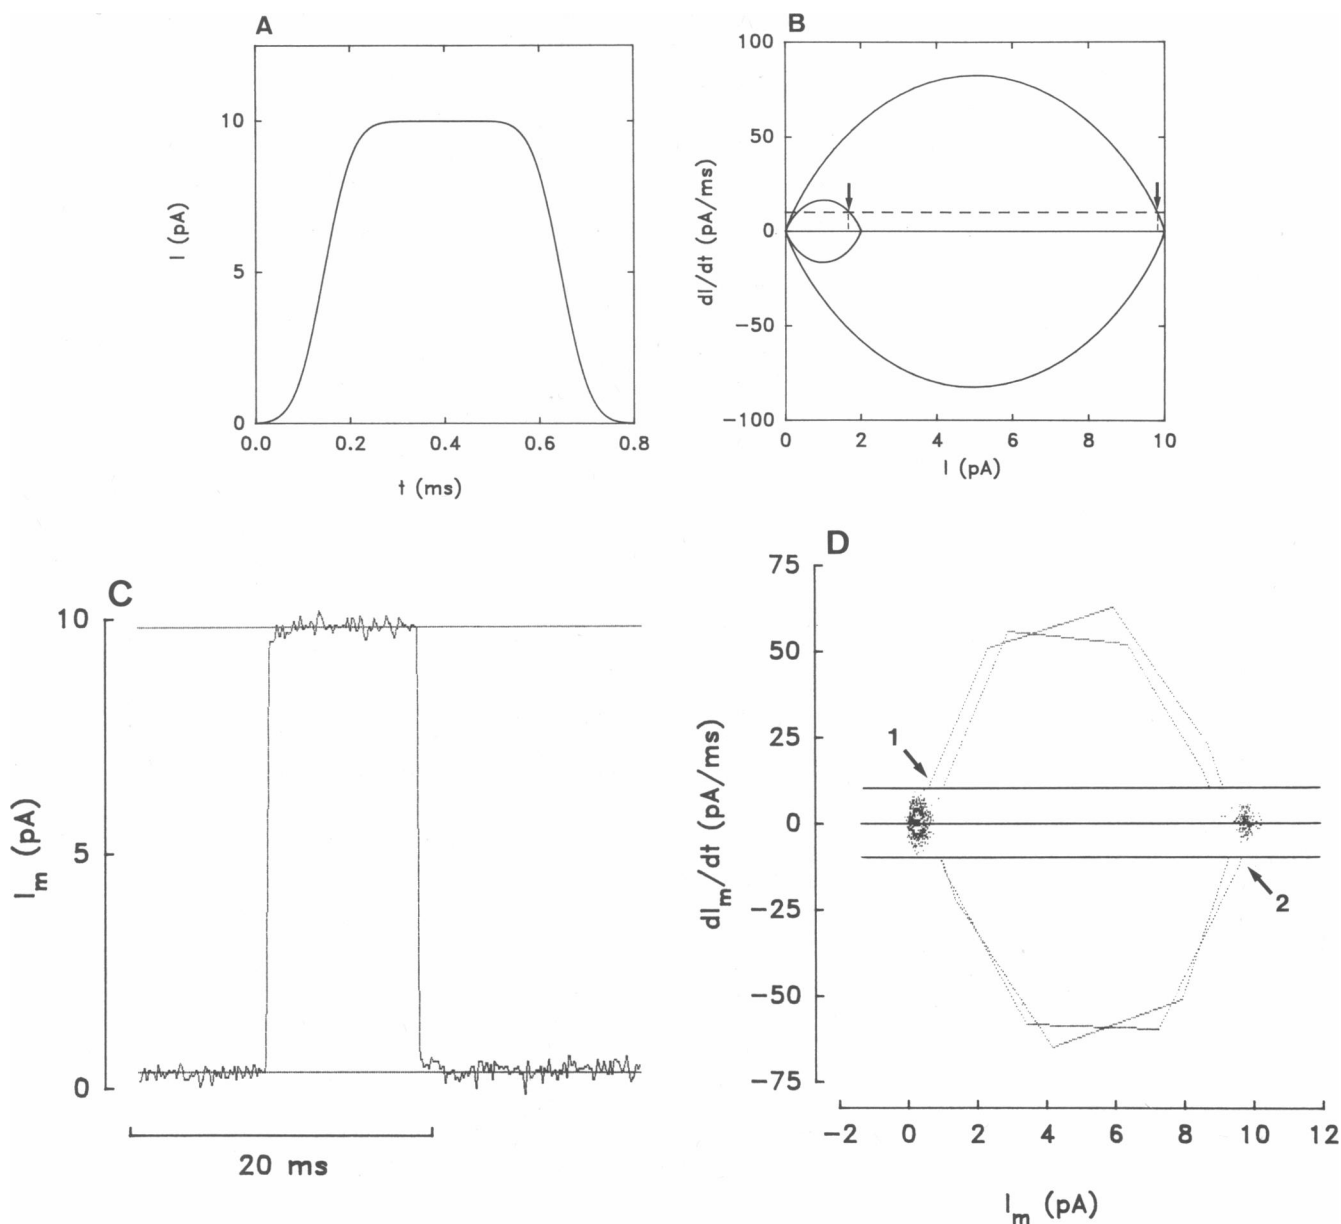 A
I (pA)
10
5
0
0.0 0.2 0.4 0.6 0.8
t (ms)
B
dI/dt (pA/ms)
100
50
0
−50
−100
0 2 4 6 8 10
I (pA)
C
I_m (pA)
10
5
0
20 ms
D
dI_m/dt (pA/ms)
75
50
25
0
−25
−50
−75
1
2
−2 0 2 4 6 8 10 12
I_m (pA)